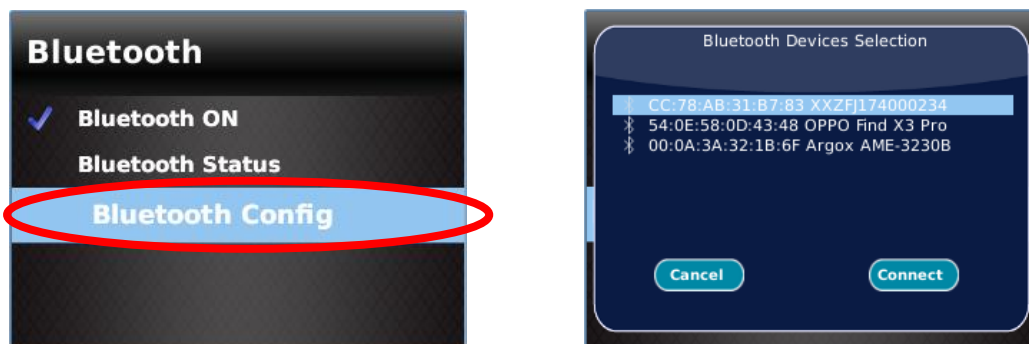 Bluetooth
Bluetooth ON
Bluetooth Status
Bluetooth Config
Bluetooth Devices Selection
CC:78:AB:31:B7:83 XXZFJ174000234
54:0E:58:0D:43:48 OPPO Find X3 Pro
00:0A:3A:32:1B:6F Argox AME-3230B
Cancel
Connect